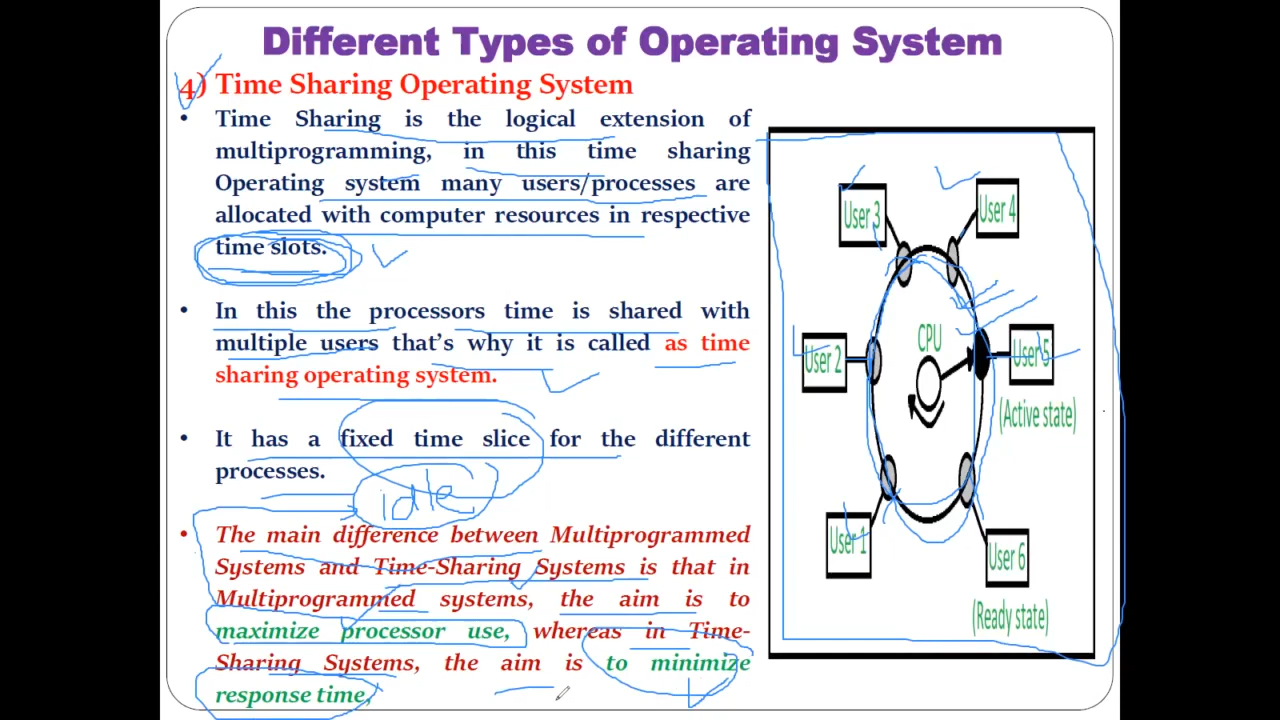 Different Types of Operating System
4) Time Sharing Operating System
• Time Sharing is the logical extension of
multiprogramming, in this time sharing
Operating system many users/processes are
allocated with computer resources in respective
time slots.
• In this the processors time is shared with
multiple users that's why it is called as time
sharing operating system.
• It has a fixed time slice for the different
processes.
idle
• The main difference between Multiprogrammed
Systems and Time-Sharing Systems is that in
Multiprogrammed systems, the aim is to
maximize processor use, whereas in Time-
Sharing Systems, the aim is to minimize
response time,
User 3
User 4
CPU
User 2
User 5
(Active state)
User 1
User 6
(Ready state)